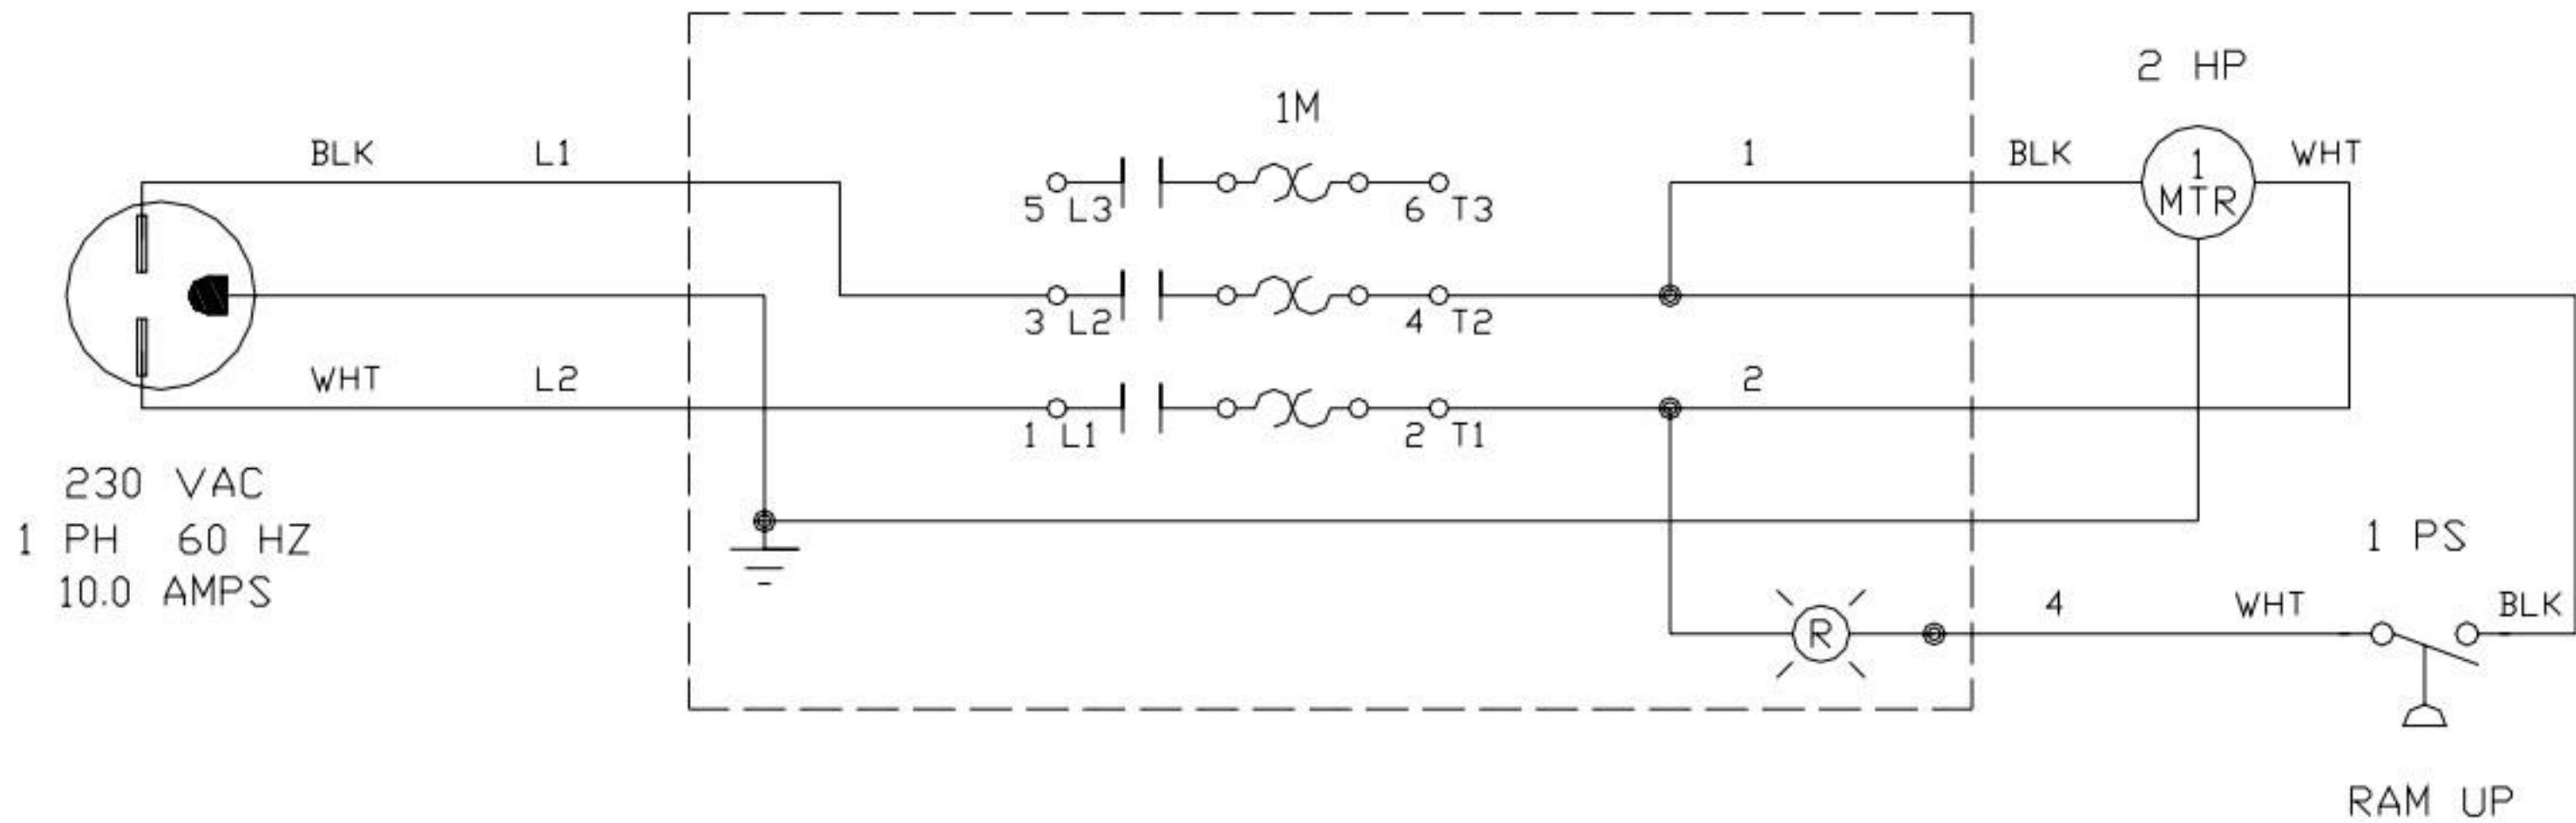 2 HP
1M
BLK L1
1
BLK
1
MTR
WHT
5 L3
6 T3
3 L2
4 T2
WHT L2
2
1 L1
2 T1
230 VAC
1 PH 60 HZ
10.0 AMPS
1 PS
R
4
WHT
BLK
RAM UP